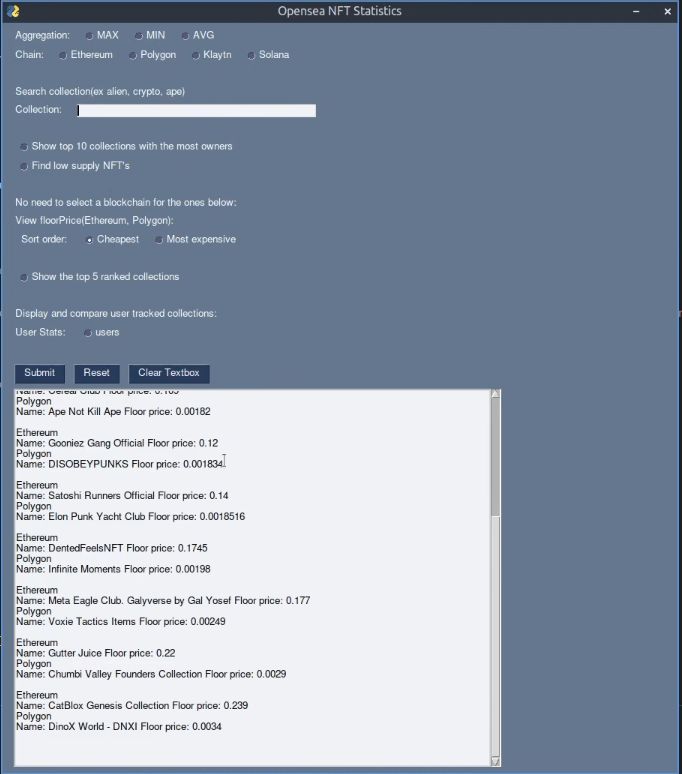 Opensea NFT Statistics
Aggregation: MAX MIN AVG
Chain: Ethereum Polygon Klaytn Solana
Search collection(ex alien, crypto, ape)
Collection:
Show top 10 collections with the most owners
Find low supply NFT's
No need to select a blockchain for the ones below:
View floorPrice(Ethereum, Polygon):
Sort order: Cheapest Most expensive
Show the top 5 ranked collections
Display and compare user tracked collections:
User Stats: users
Submit Reset Clear Textbox
Name: Cereal Club Floor price: 0.105
Polygon
Name: Ape Not Kill Ape Floor price: 0.00182
Ethereum
Name: Gooniez Gang Official Floor price: 0.12
Polygon
Name: DISOBEYPUNKS Floor price: 0.001834
Ethereum
Name: Satoshi Runners Official Floor price: 0.14
Polygon
Name: Elon Punk Yacht Club Floor price: 0.0018516
Ethereum
Name: DentedFeelsNFT Floor price: 0.1745
Polygon
Name: Infinite Moments Floor price: 0.00198
Ethereum
Name: Meta Eagle Club. Galyverse by Gal Yosef Floor price: 0.177
Polygon
Name: Voxie Tactics Items Floor price: 0.00249
Ethereum
Name: Gutter Juice Floor price: 0.22
Polygon
Name: Chumbi Valley Founders Collection Floor price: 0.0029
Ethereum
Name: CatBlox Genesis Collection Floor price: 0.239
Polygon
Name: DinoX World - DNXI Floor price: 0.0034